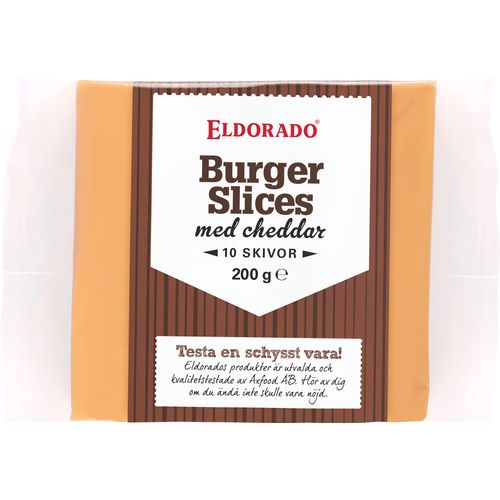 ELDORADO®
Burger
Slices
med cheddar
10 SKIVOR
200 g ℮
Testa en schysst vara!
Eldorados produkter är utvalda och
kvalitetstestade av Axfood AB. Hör av dig
om du ändå inte skulle vara nöjd.